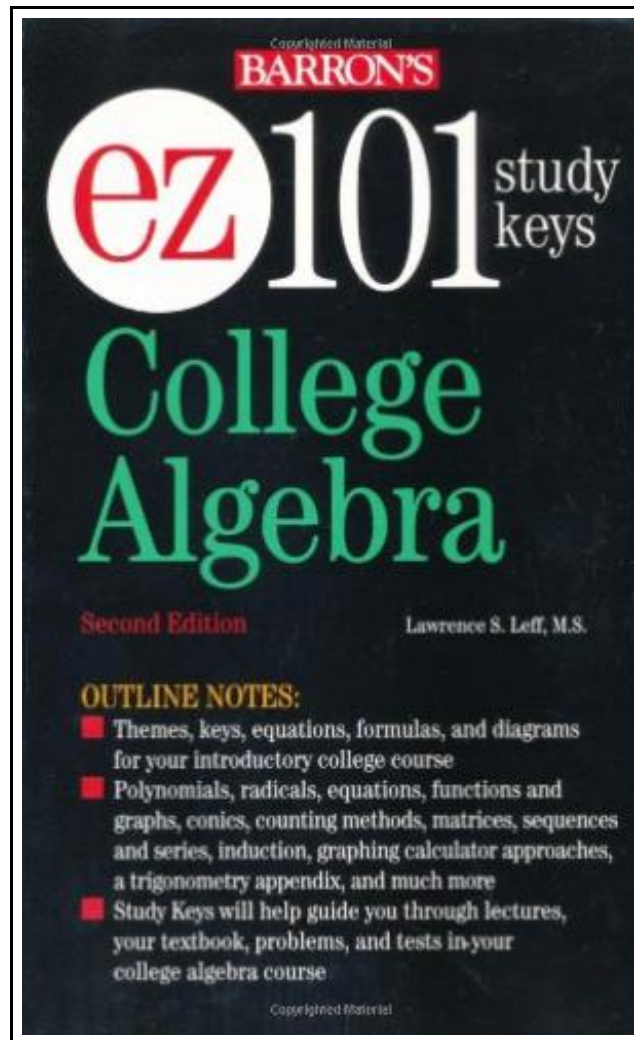 Copyrighted Material
BARRON'S
ez 101 study
keys
College
Algebra
Second Edition Lawrence S. Leff, M.S.
OUTLINE NOTES:
Themes, keys, equations, formulas, and diagrams
for your introductory college course
Polynomials, radicals, equations, functions and
graphs, conics, counting methods, matrices, sequences
and series, induction, graphing calculator approaches,
a trigonometry appendix, and much more
Study Keys will help guide you through lectures,
your textbook, problems, and tests in your
college algebra course
Copyrighted Material